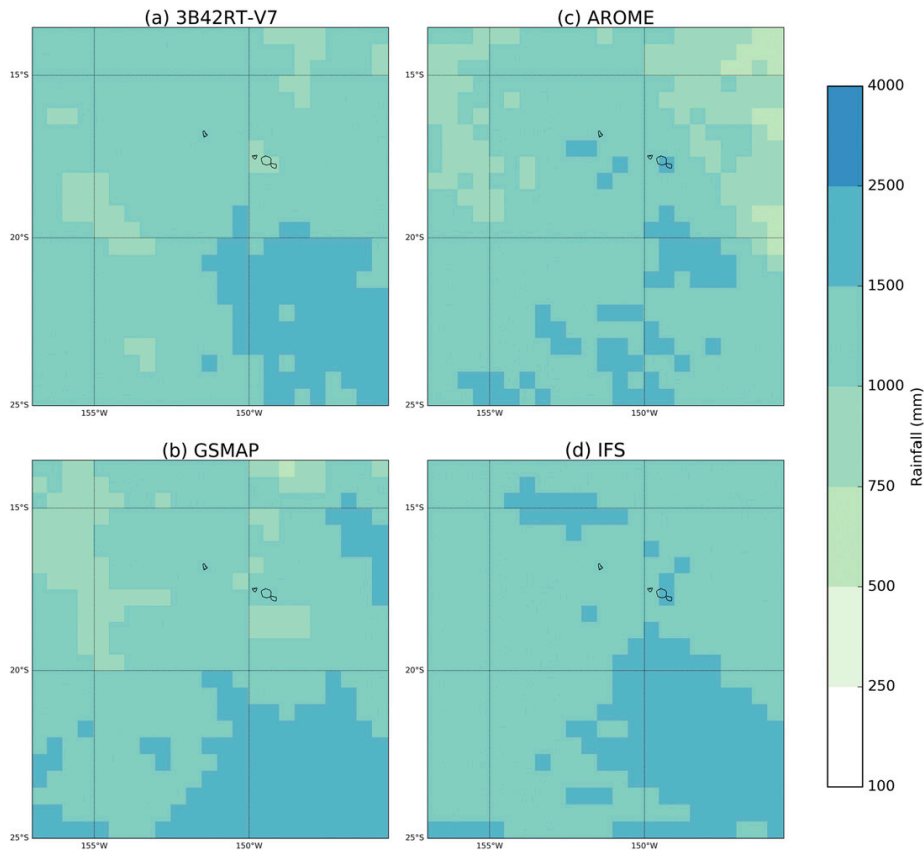 (a) 3B42RT-V7
15°S
20°S
25°S
155°W
150°W
(c) AROME
15°S
20°S
25°S
155°W
150°W
(b) GSMAP
15°S
20°S
25°S
155°W
150°W
(d) IFS
15°S
20°S
25°S
155°W
150°W
4000
2500
1500
1000
750
500
250
100
Rainfall (mm)